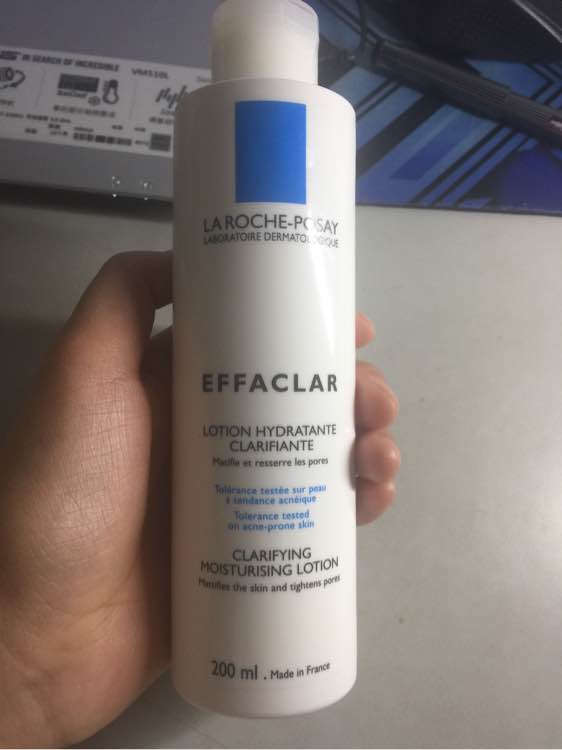 IN SEARCH OF INCREDIBLE
VM510L
LA ROCHE-POSAY
LABORATOIRE DERMATOLOGIQUE
EFFACLAR
LOTION HYDRATANTE
CLARIFIANTE
Matifie et resserre les pores
Tolérance testée sur peau
à tendance acnéique
Tolerance tested
on acne-prone skin
CLARIFYING
MOISTURISING LOTION
Matifies the skin and tightens pores
200 ml . Made in France